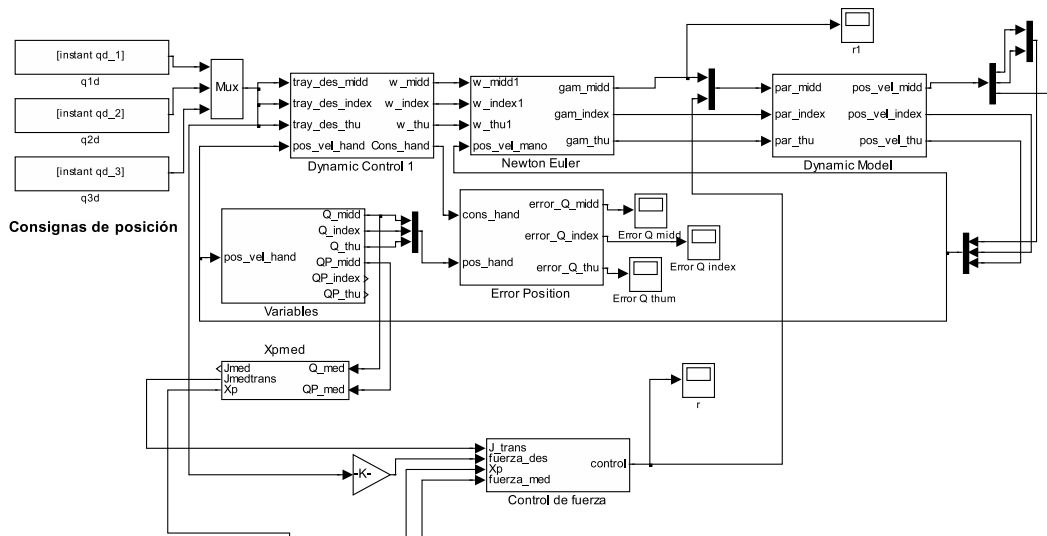 [instant qd_1]
q1d
[instant qd_2]
q2d
[instant qd_3]
q3d
Consignas de posición
Mux
tray_des_midd
tray_des_index
tray_des_thu
pos_vel_hand
w_midd
w_index
w_thu
Cons_hand
Dynamic Control 1
w_midd1
w_index1
w_thu1
pos_vel_mano
gam_midd
gam_index
gam_thu
Newton Euler
r1
par_midd
par_index
par_thu
pos_vel_midd
pos_vel_index
pos_vel_thu
Dynamic Model
pos_vel_hand
Q_midd
Q_index
Q_thu
QP_midd
QP_index
QP_thu
Variables
cons_hand
pos_hand
error_Q_midd
error_Q_index
error_Q_thu
Error Position
Error Q midd
Error Q index
Error Q thum
Xpmed
Jmed
Jmedtrans
Xp
Q_med
QP_med
r
-K-
J_trans
fuerza_des
Xp
fuerza_med
control
Control de fuerza